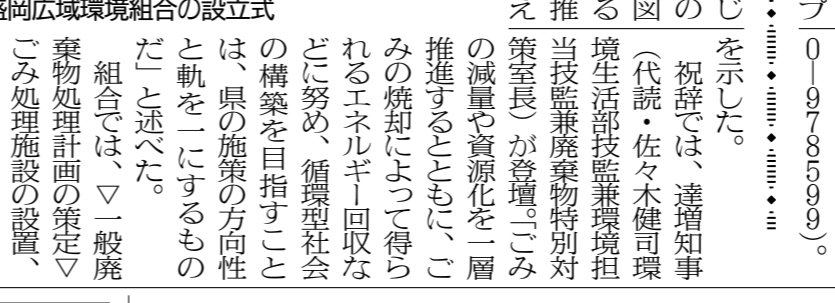 盛岡広域環境組合の設立式
プ
じ
の
図
る
推
え
0―978599)。
を示した。
　祝辞では、達増知事
(代読・佐々木健司環
境生活部技監兼環境担
当技監兼廃棄物特別対
策室長)が登壇。「ごみ
の減量や資源化を一層
推進するとともに、ご
みの焼却によって得ら
れるエネルギー回収な
どに努め、循環型社会
の構築を目指すこと
は、県の施策の方向性
と軌を一にするもの
だ」と述べた。
　組合では、▽一般廃
棄物処理計画の策定▽
ごみ処理施設の設置、